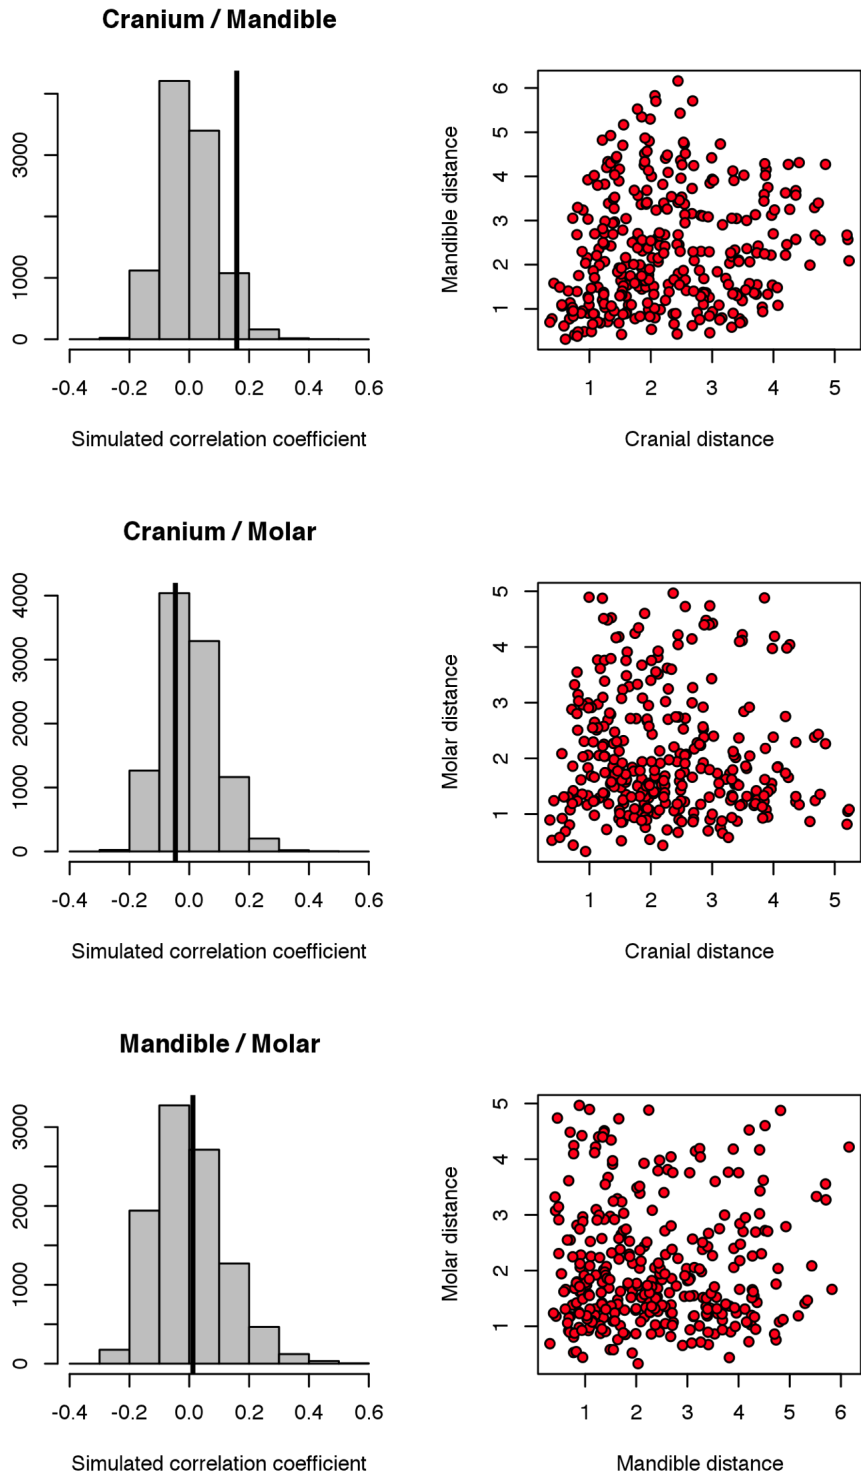 Cranium / Mandible
3000
1000
0
-0.4 -0.2 0.0 0.2 0.4 0.6
Simulated correlation coefficient
Mandible distance
6
5
4
3
2
1
1 2 3 4 5
Cranial distance
Cranium / Molar
4000
3000
2000
1000
0
-0.4 -0.2 0.0 0.2 0.4 0.6
Simulated correlation coefficient
Molar distance
5
4
3
2
1
1 2 3 4 5
Cranial distance
Mandible / Molar
3000
2000
1000
0
-0.4 -0.2 0.0 0.2 0.4 0.6
Simulated correlation coefficient
Molar distance
5
4
3
2
1
1 2 3 4 5 6
Mandible distance